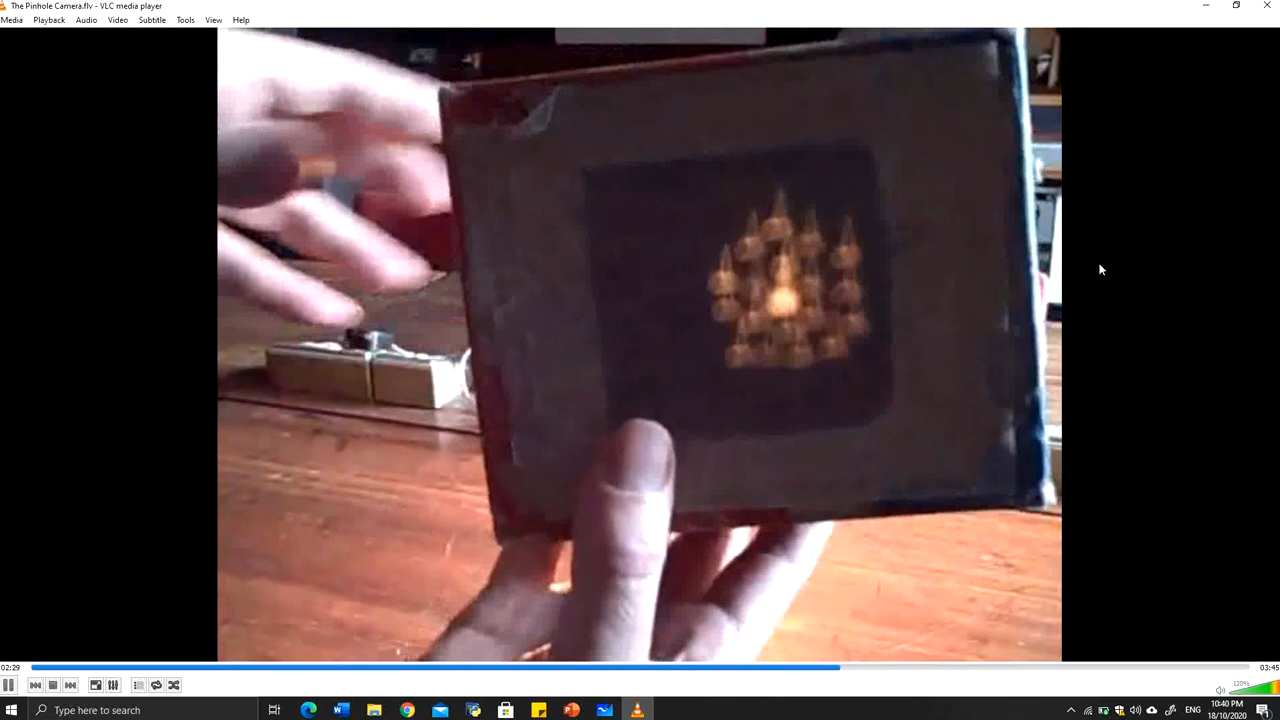 The Pinhole Camera.flv - VLC media player
Media Playback Audio Video Subtitle Tools View Help
02:29
03:45
120%
Type here to search
ENG
10:40 PM
18/10/2020